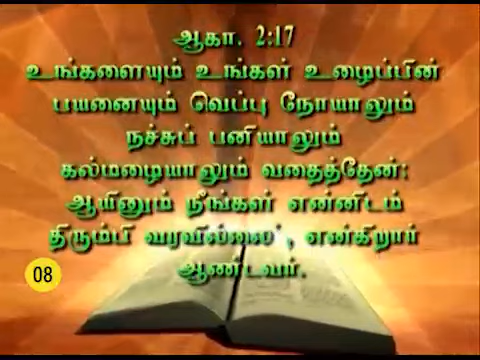 ஆகா. 2:17
உங்களையும் உங்கள் உழைப்பின்
பயனையும் வெப்பு நோயாலும்
நச்சுப் பனியாலும்
கல்மழையாலும் வதைத்தேன்;
ஆயினும் நீங்கள் என்னிடம்
திரும்பி வரவில்லை', என்கிறார்
ஆண்டவர்.
08